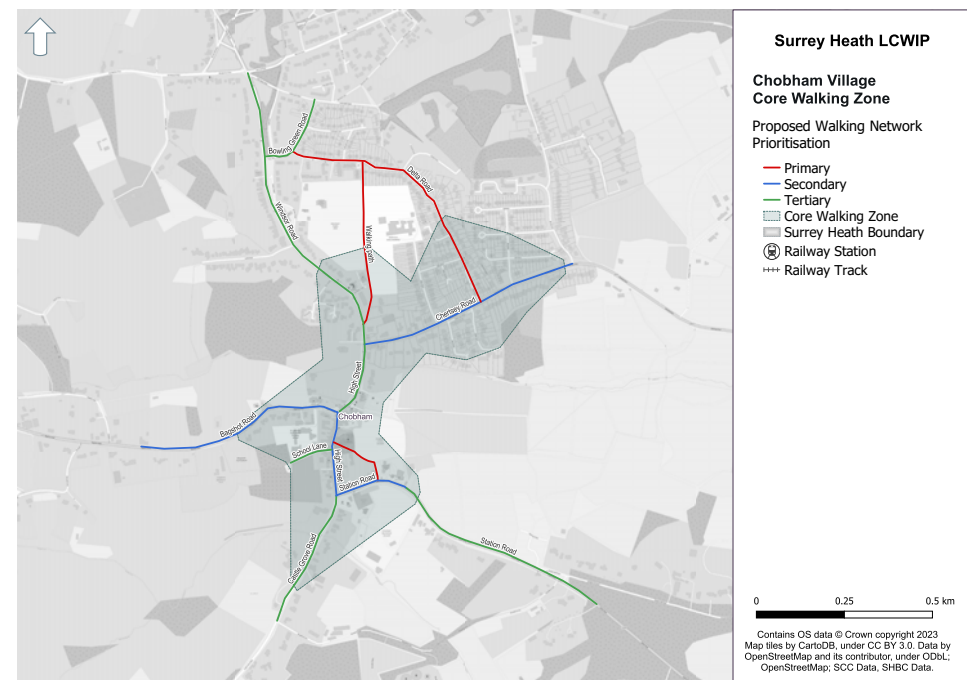 Surrey Heath LCWIP
Chobham Village
Core Walking Zone
Proposed Walking Network
Prioritisation
Primary
Secondary
Tertiary
Core Walking Zone
Surrey Heath Boundary
Railway Station
Railway Track
Bowling Green Road
Delta Road
Windsor Road
Walking Path
Chertsey Road
High Street
Chobham
Bagshot Road
School Lane
High Street
Station Road
Castle Grove Road
Station Road
0 0.25 0.5 km
Contains OS data © Crown copyright 2023
Map tiles by CartoDB, under CC BY 3.0. Data by
OpenStreetMap and its contributor, under ODbL;
OpenStreetMap; SCC Data, SHBC Data.